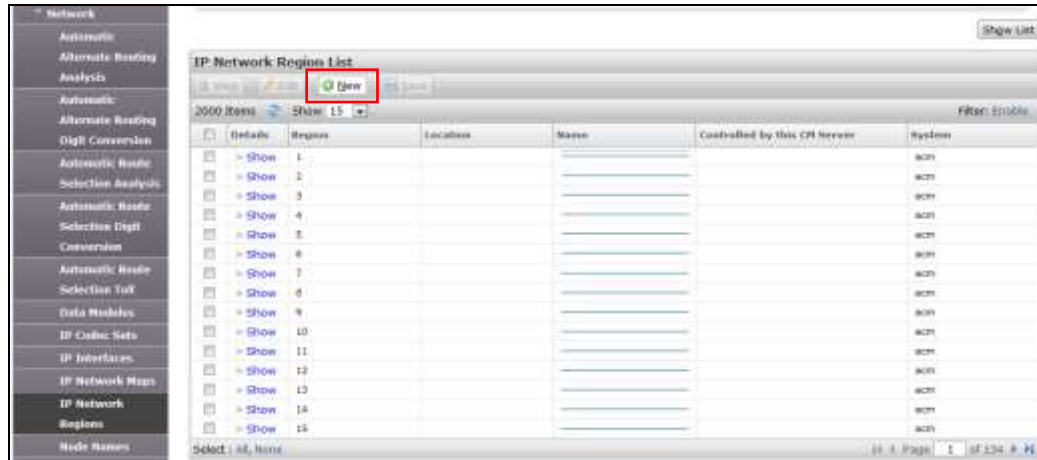 Network
Automatic
Alternate Routing
Analysis
Automatic
Alternate Routing
Digit Conversion
Automatic Route
Selection Analysis
Automatic Route
Selection Digit
Conversion
Automatic Route
Selection Toll
Data Modules
IP Codec Sets
IP Interfaces
IP Network Maps
IP Network
Regions
Node Names
Show List
IP Network Region List
View Edit New Save
2000 Items Show 15 Filter: Enable
Details Region Location Name Controlled by this CM Server System
Show 1 acm
Show 2 acm
Show 3 acm
Show 4 acm
Show 5 acm
Show 6 acm
Show 7 acm
Show 8 acm
Show 9 acm
Show 10 acm
Show 11 acm
Show 12 acm
Show 13 acm
Show 14 acm
Show 15 acm
Select : All, None Page 1 of 134